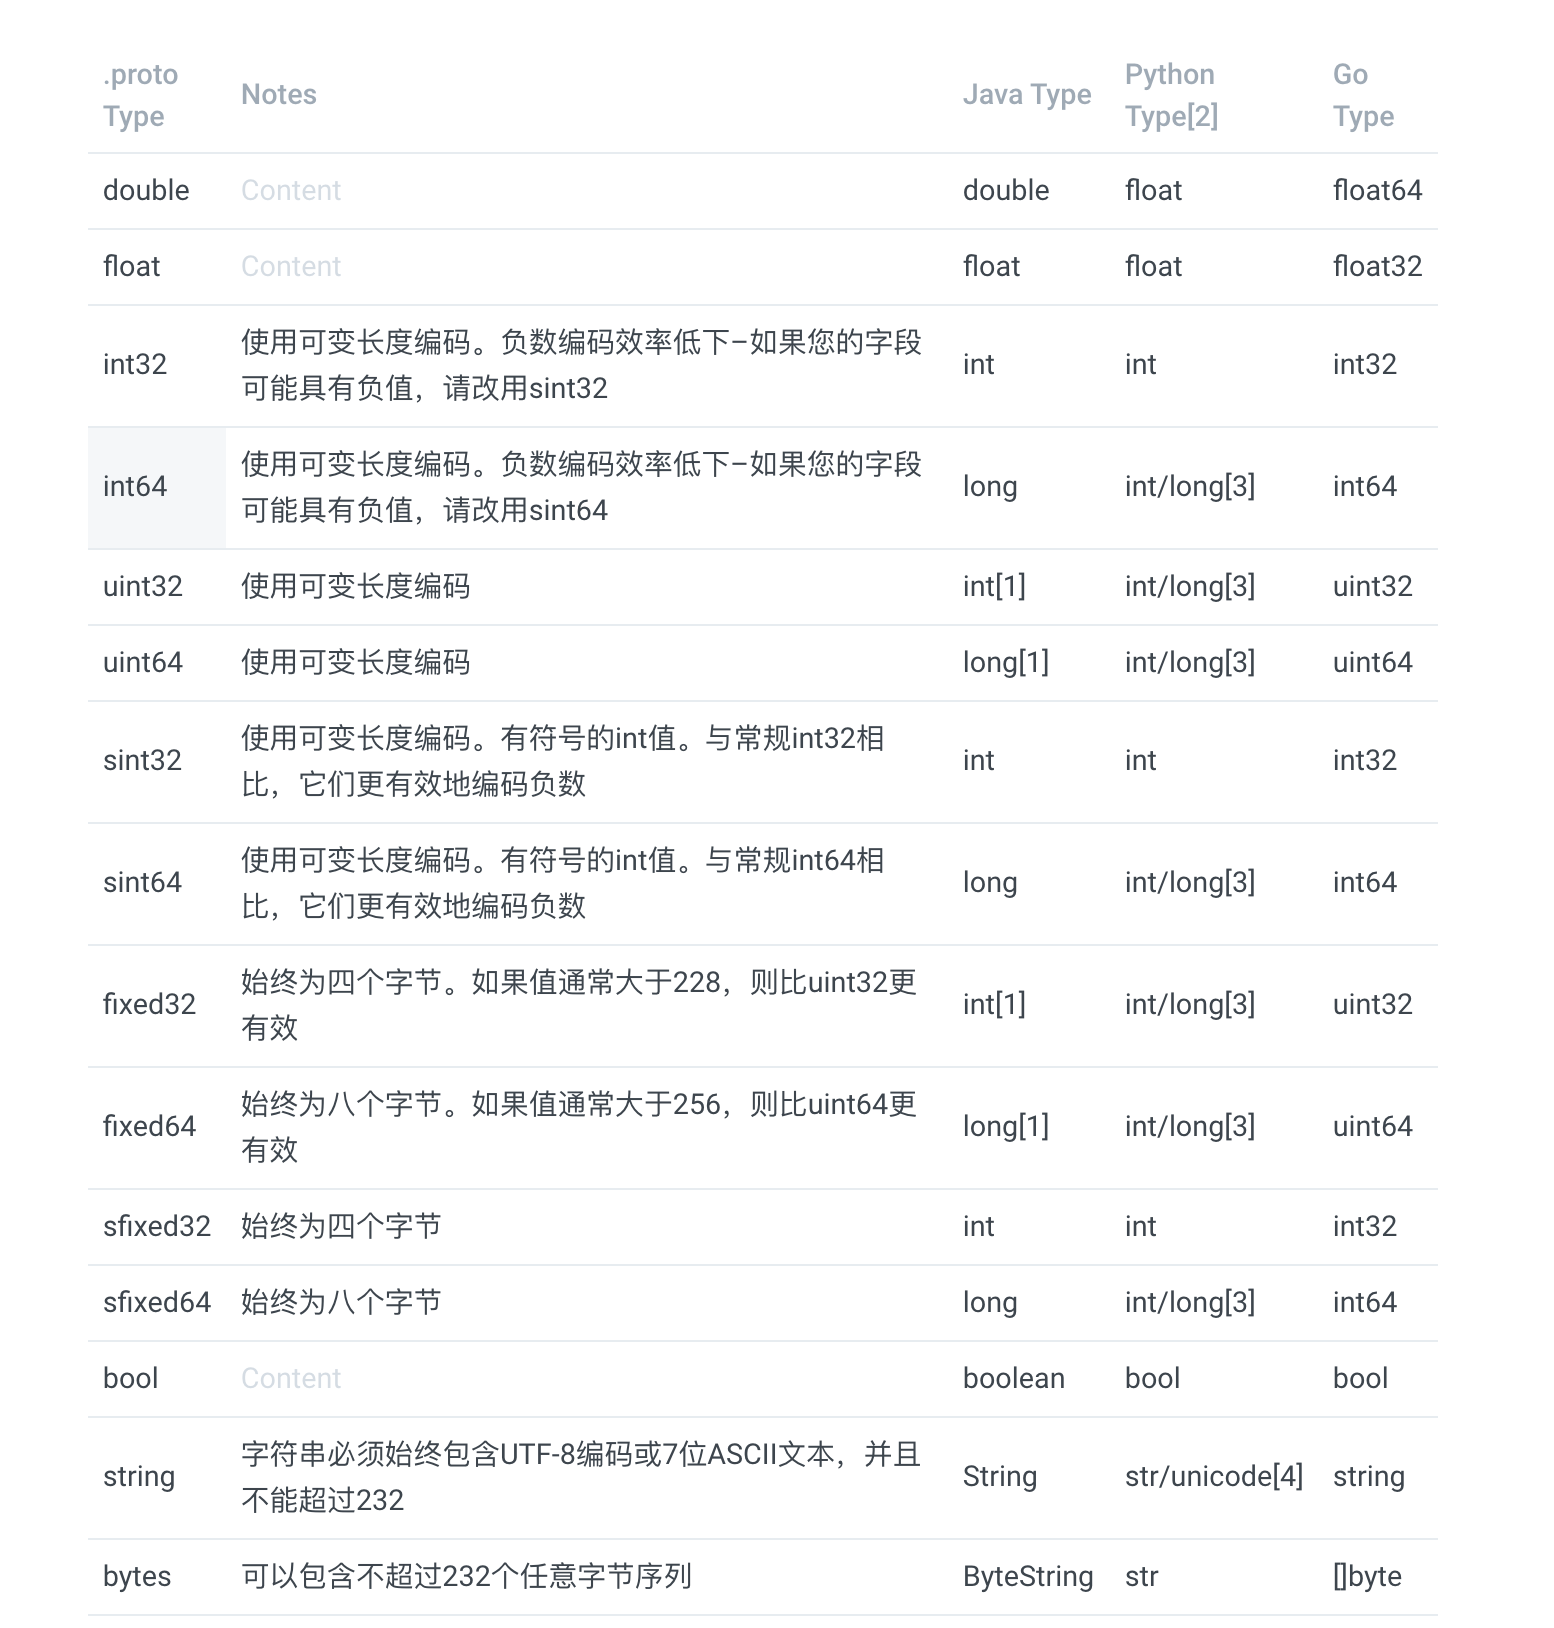 .proto Type Notes Java Type Python Type[2] Go Type
double Content double float float64
float Content float float float32
int32 使用可变长度编码。负数编码效率低下–如果您的字段
可能具有负值，请改用sint32 int int int32
int64 使用可变长度编码。负数编码效率低下–如果您的字段
可能具有负值，请改用sint64 long int/long[3] int64
uint32 使用可变长度编码 int[1] int/long[3] uint32
uint64 使用可变长度编码 long[1] int/long[3] uint64
sint32 使用可变长度编码。有符号的int值。与常规int32相
比，它们更有效地编码负数 int int int32
sint64 使用可变长度编码。有符号的int值。与常规int64相
比，它们更有效地编码负数 long int/long[3] int64
fixed32 始终为四个字节。如果值通常大于228，则比uint32更
有效 int[1] int/long[3] uint32
fixed64 始终为八个字节。如果值通常大于256，则比uint64更
有效 long[1] int/long[3] uint64
sfixed32 始终为四个字节 int int int32
sfixed64 始终为八个字节 long int/long[3] int64
bool Content boolean bool bool
string 字符串必须始终包含UTF-8编码或7位ASCII文本，并且
不能超过232 String str/unicode[4] string
bytes 可以包含不超过232个任意字节序列 ByteString str []byte